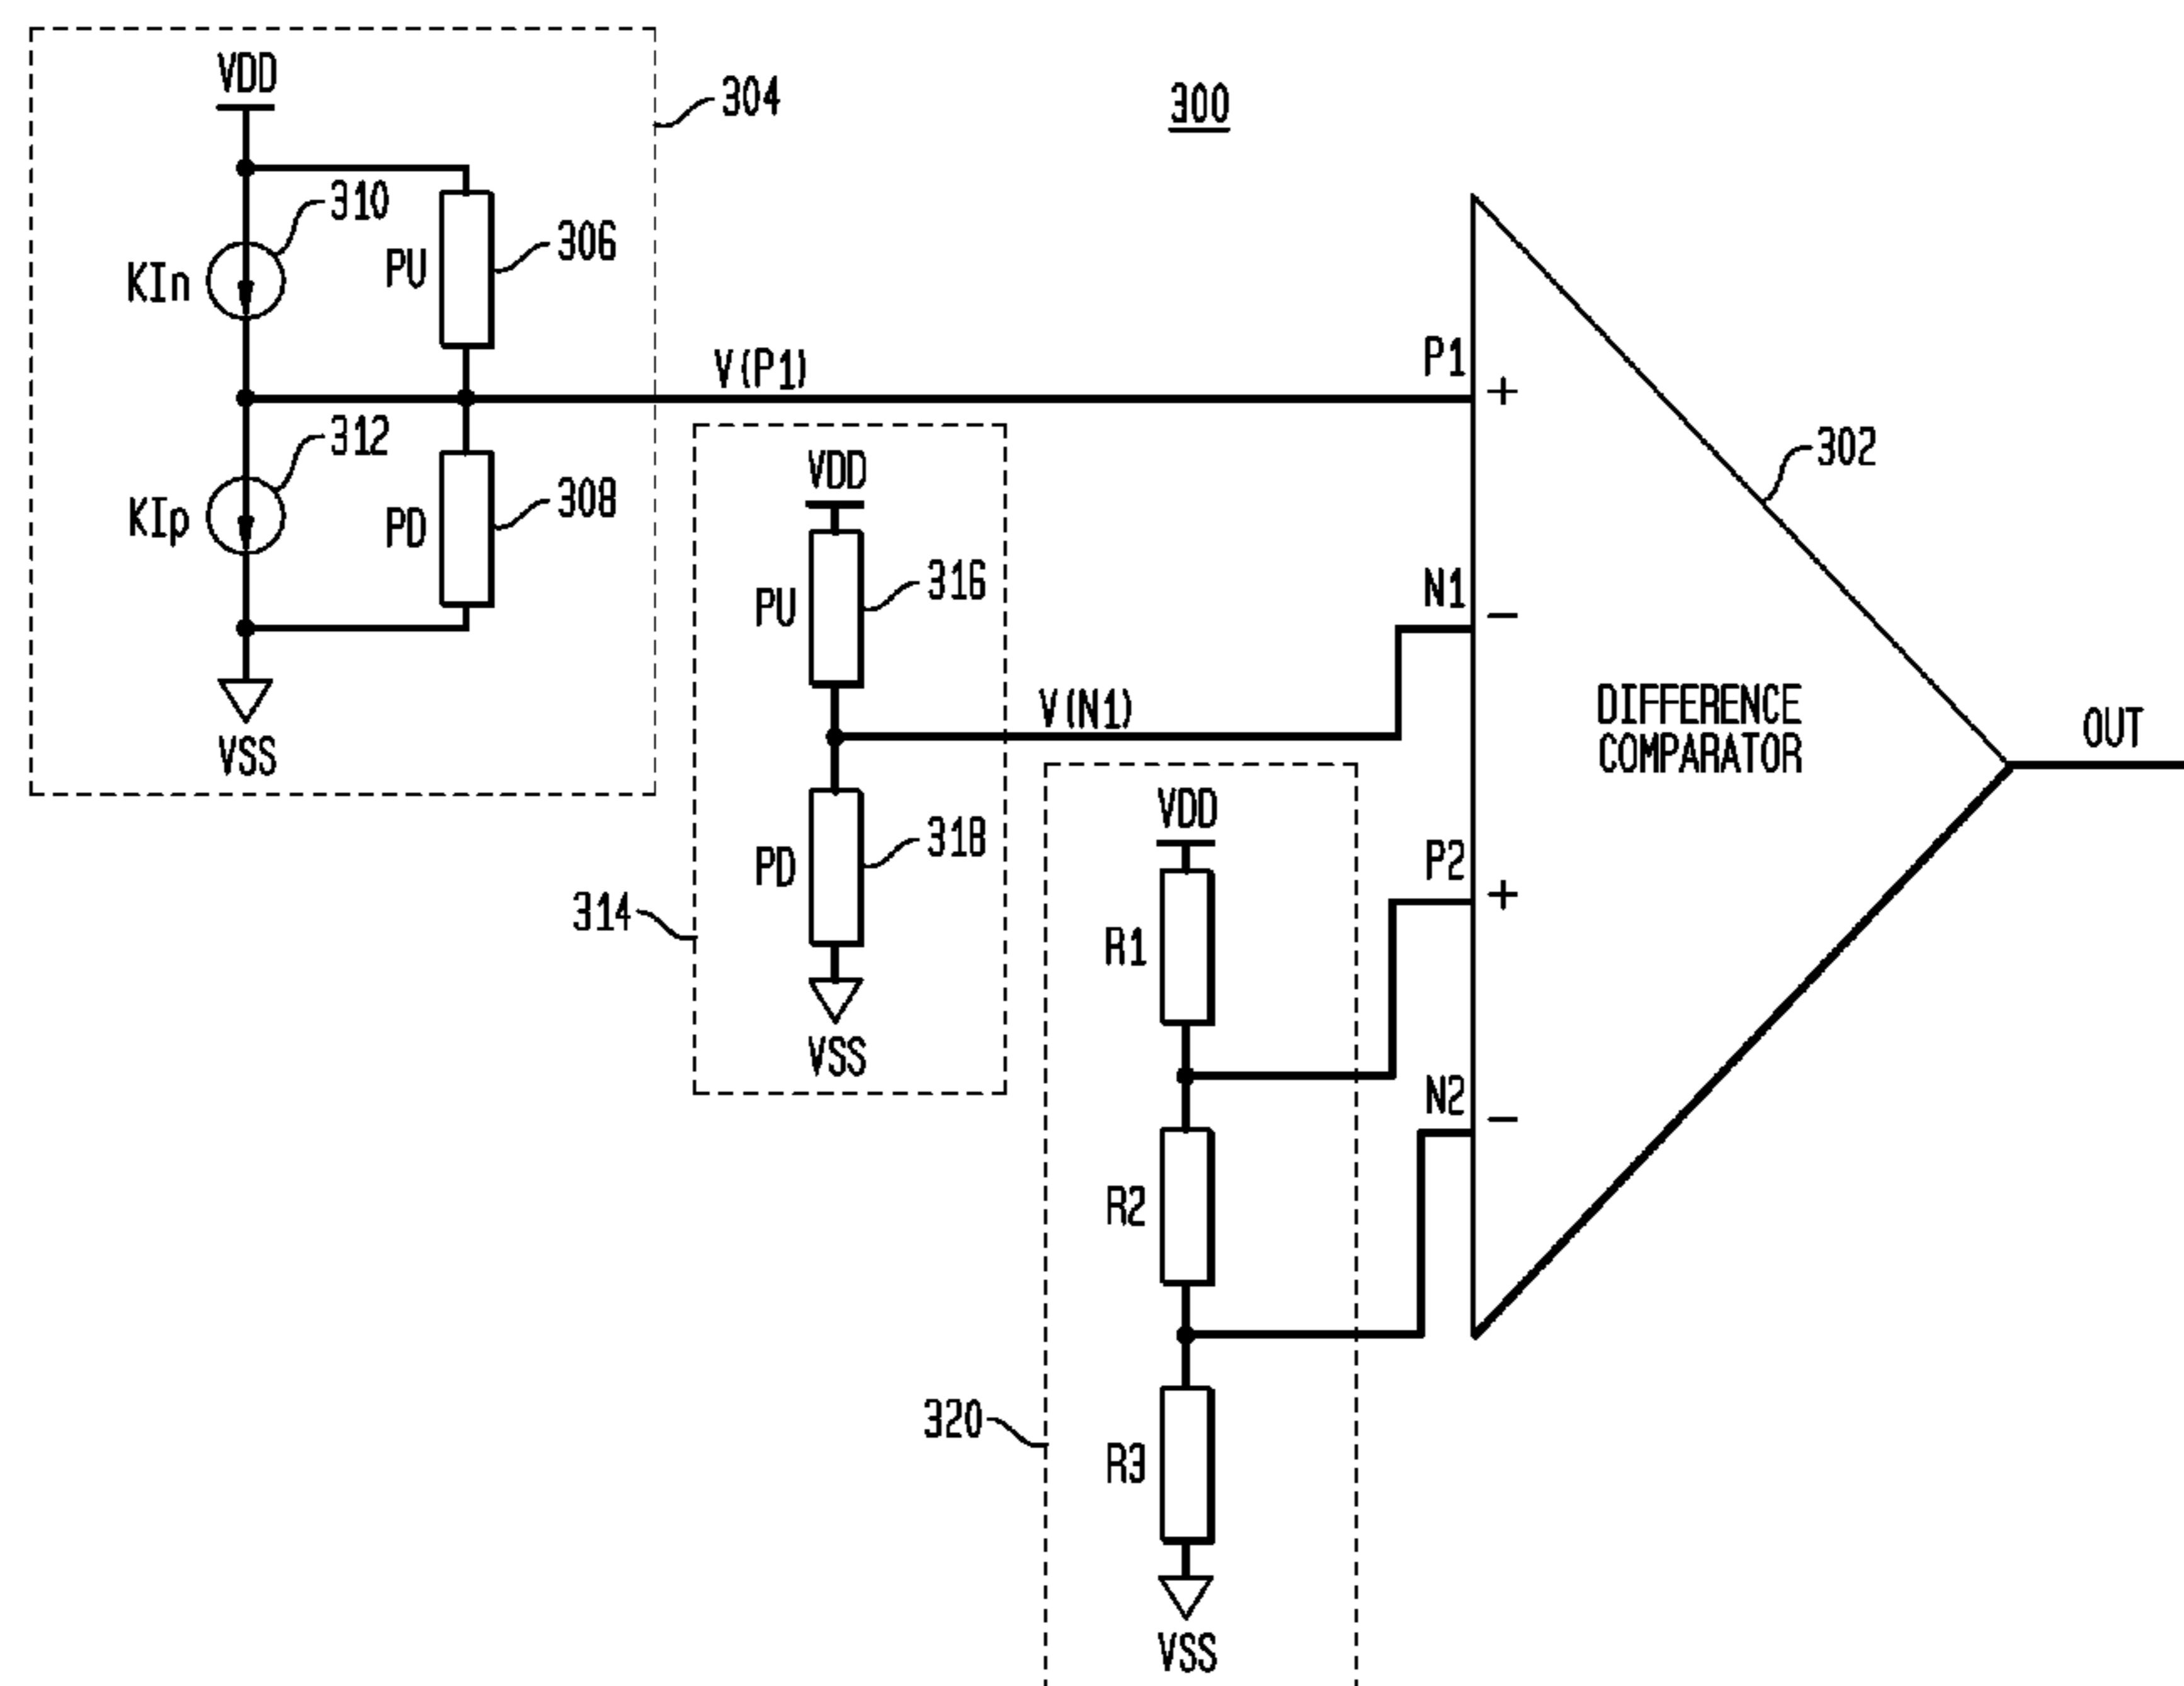 300
304
VDD
310
KIn
PU
306
312
KIp
PD
308
VSS
V(P1)
314
VDD
PU
316
PD
318
VSS
V(N1)
320
VDD
R1
R2
R3
VSS
P1
+
N1
−
P2
+
N2
−
302
DIFFERENCE
COMPARATOR
OUT